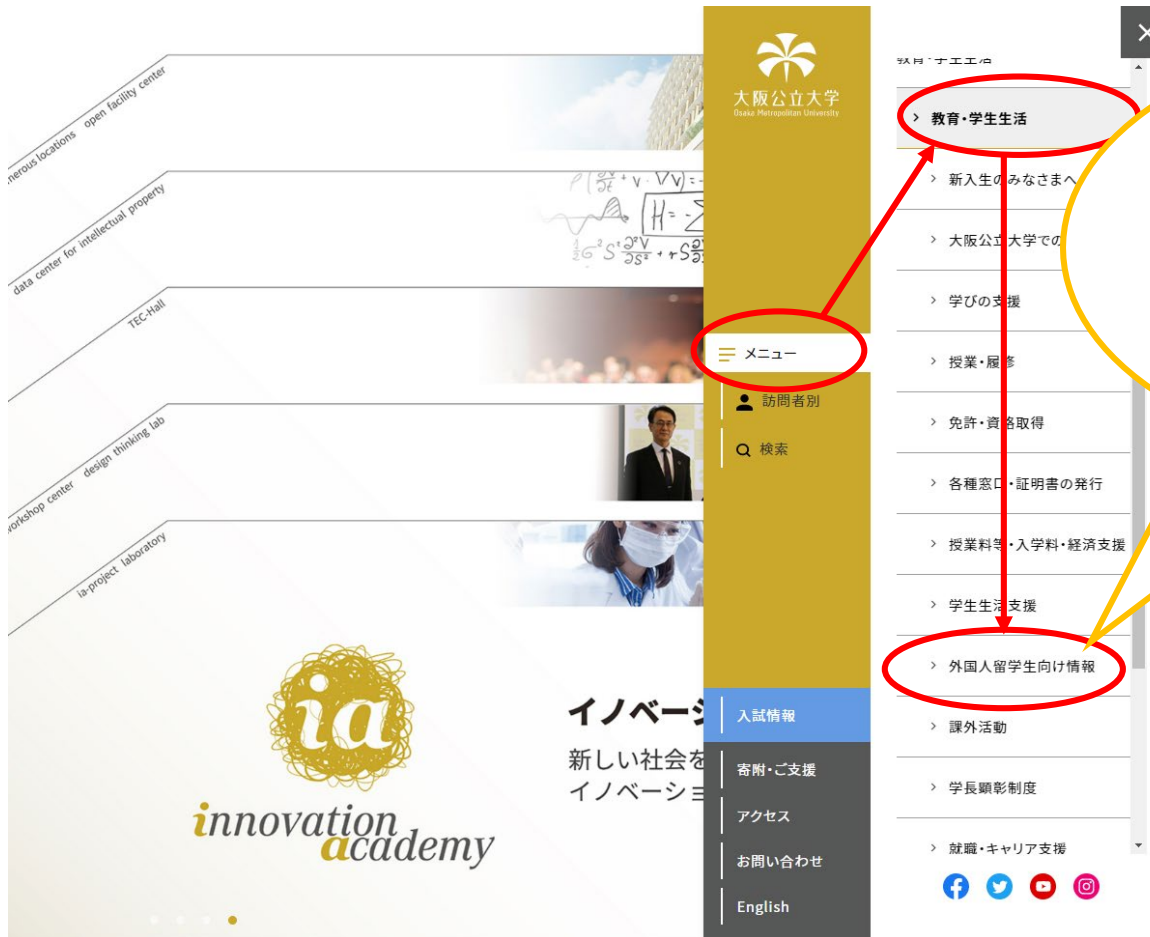 numerous locations open facility center
data center for intellectual property
TEC-Hall
workshop center design thinking lab
ia-project laboratory
ia
innovation
academy
イノベーシ
新しい社会を
イノベーショ
大阪公立大学
Osaka Metropolitan University
メニュー
訪問者別
検索
入試情報
寄附・ご支援
アクセス
お問い合わせ
English
教育・学生生活
教育・学生生活
新入生のみなさまへ
大阪公立大学での
学びの支援
授業・履修
免許・資格取得
各種窓口・証明書の発行
授業料等・入学料・経済支援
学生生活支援
外国人留学生向け情報
課外活動
学長顕彰制度
就職・キャリア支援